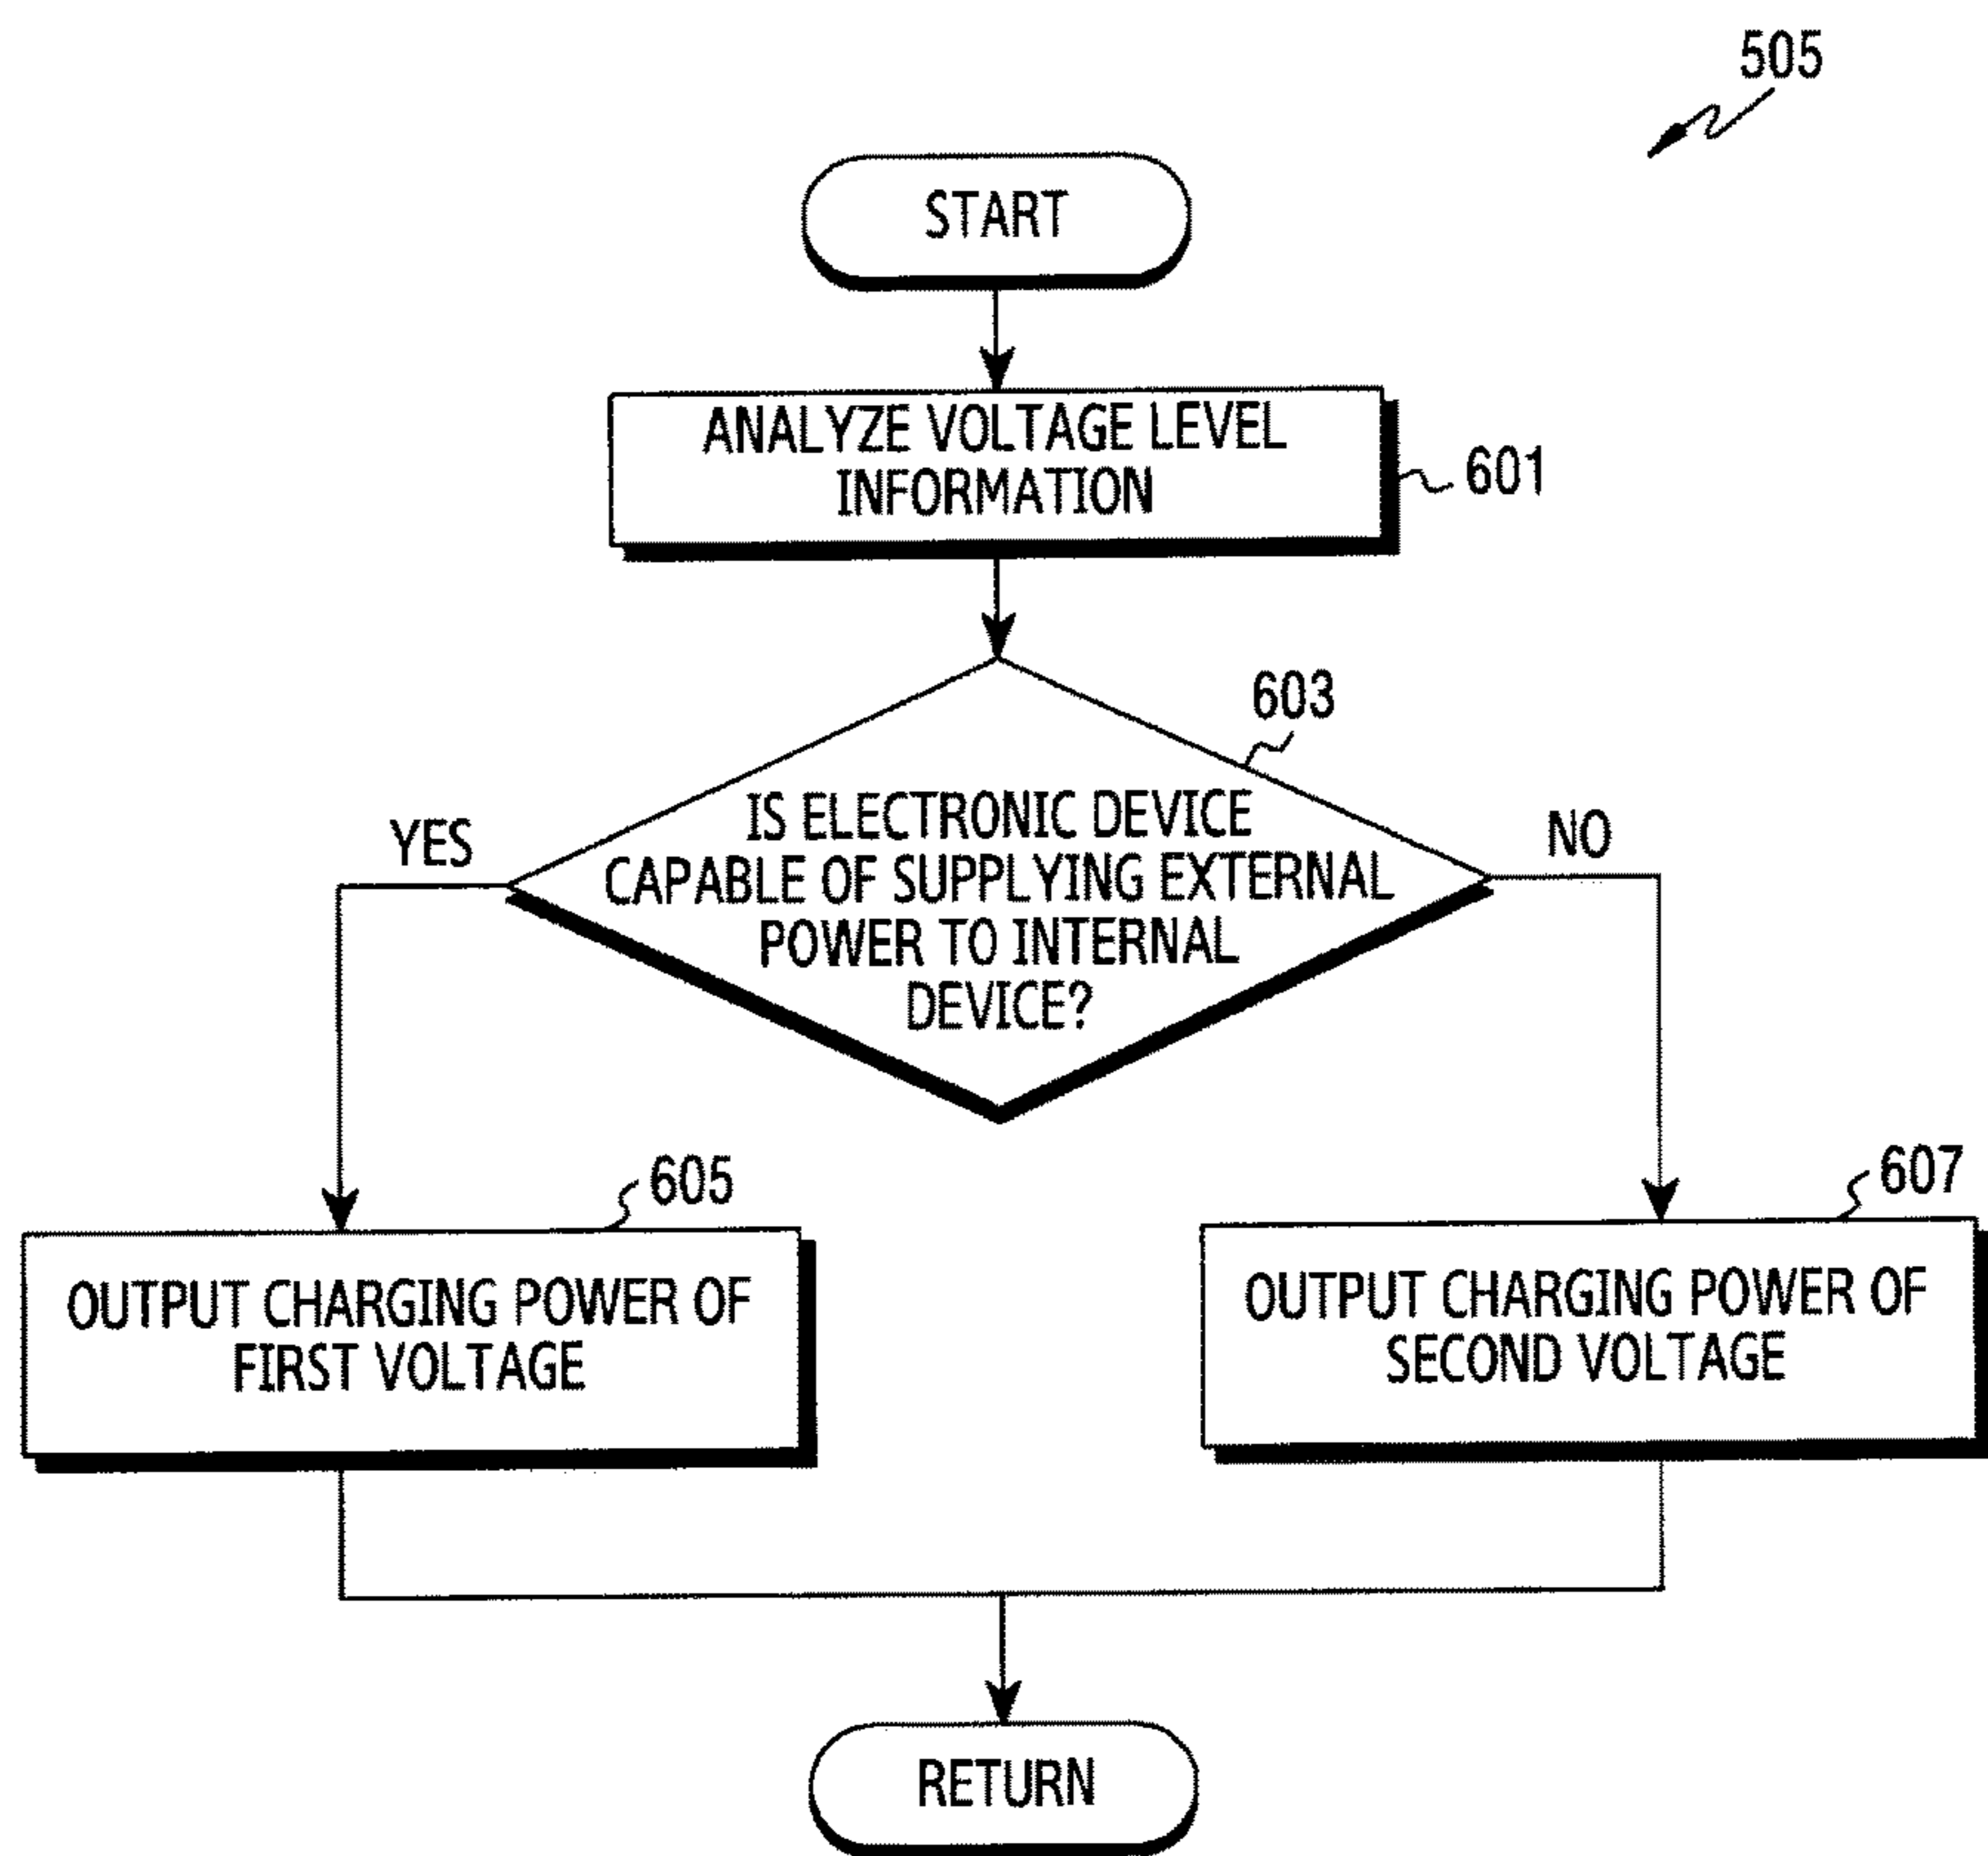 505
START
ANALYZE VOLTAGE LEVEL
INFORMATION
601
603
IS ELECTRONIC DEVICE
CAPABLE OF SUPPLYING EXTERNAL
POWER TO INTERNAL
DEVICE?
YES
NO
605
OUTPUT CHARGING POWER OF
FIRST VOLTAGE
607
OUTPUT CHARGING POWER OF
SECOND VOLTAGE
RETURN